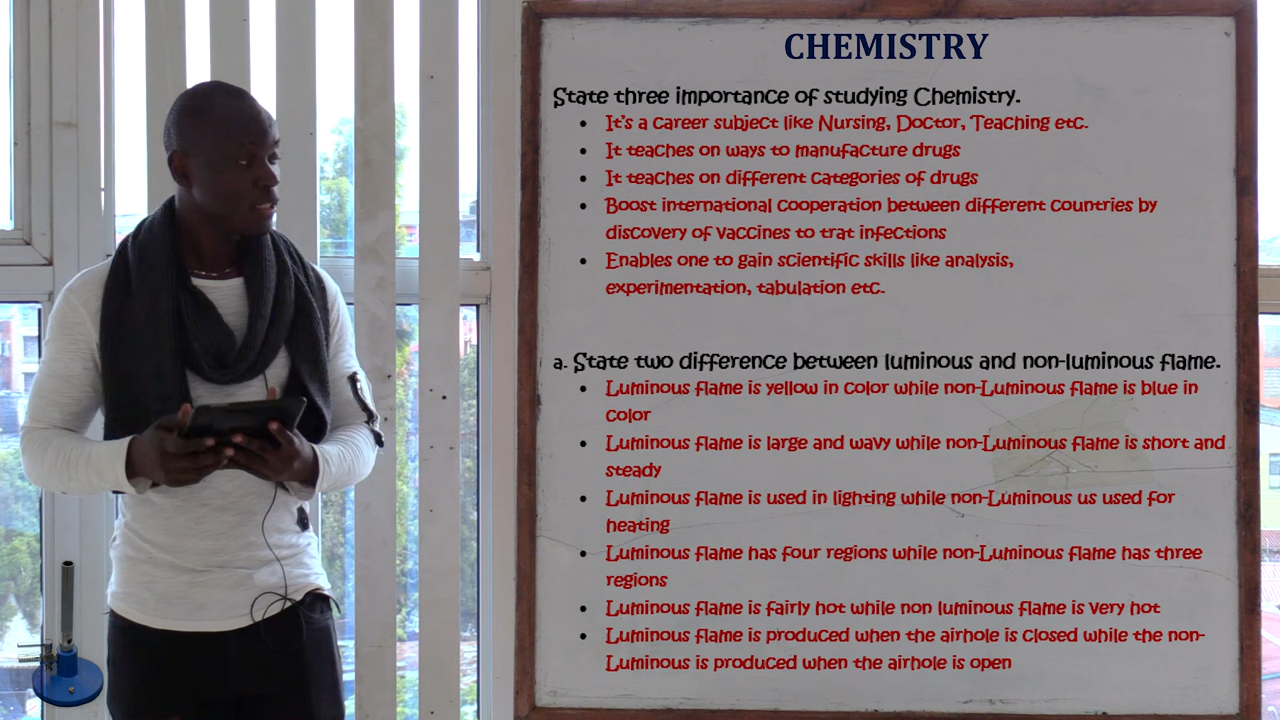 CHEMISTRY
State three importance of studying Chemistry.
• It's a career subject like Nursing, Doctor, Teaching etc.
• It teaches on ways to manufacture drugs
• It teaches on different categories of drugs
• Boost international cooperation between different countries by
discovery of vaccines to trat infections
• Enables one to gain scientific skills like analysis,
experimentation, tabulation etc.
a. State two difference between luminous and non-luminous flame.
• Luminous flame is yellow in color while non-Luminous flame is blue in
color
• Luminous flame is large and wavy while non-Luminous flame is short and
steady
• Luminous flame is used in lighting while non-Luminous us used for
heating
• Luminous flame has four regions while non-Luminous flame has three
regions
• Luminous flame is fairly hot while non luminous flame is very hot
• Luminous flame is produced when the airhole is closed while the non-
Luminous is produced when the airhole is open